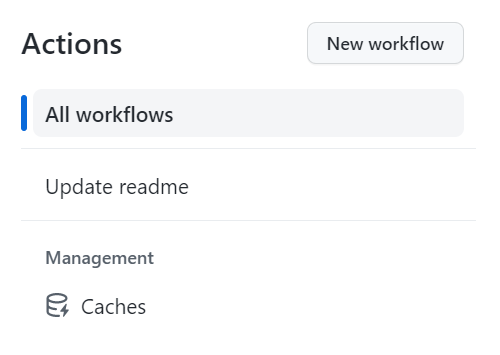 Actions
New workflow
All workflows
Update readme
Management
Caches